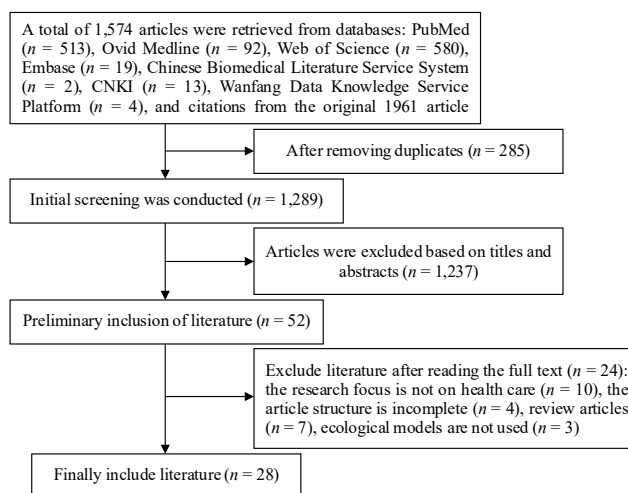 A total of 1,574 articles were retrieved from databases: PubMed
(n = 513), Ovid Medline (n = 92), Web of Science (n = 580),
Embase (n = 19), Chinese Biomedical Literature Service System
(n = 2), CNKI (n = 13), Wanfang Data Knowledge Service
Platform (n = 4), and citations from the original 1961 article
After removing duplicates (n = 285)
Initial screening was conducted (n = 1,289)
Articles were excluded based on titles and
abstracts (n = 1,237)
Preliminary inclusion of literature (n = 52)
Exclude literature after reading the full text (n = 24):
the research focus is not on health care (n = 10), the
article structure is incomplete (n = 4), review articles
(n = 7), ecological models are not used (n = 3)
Finally include literature (n = 28)